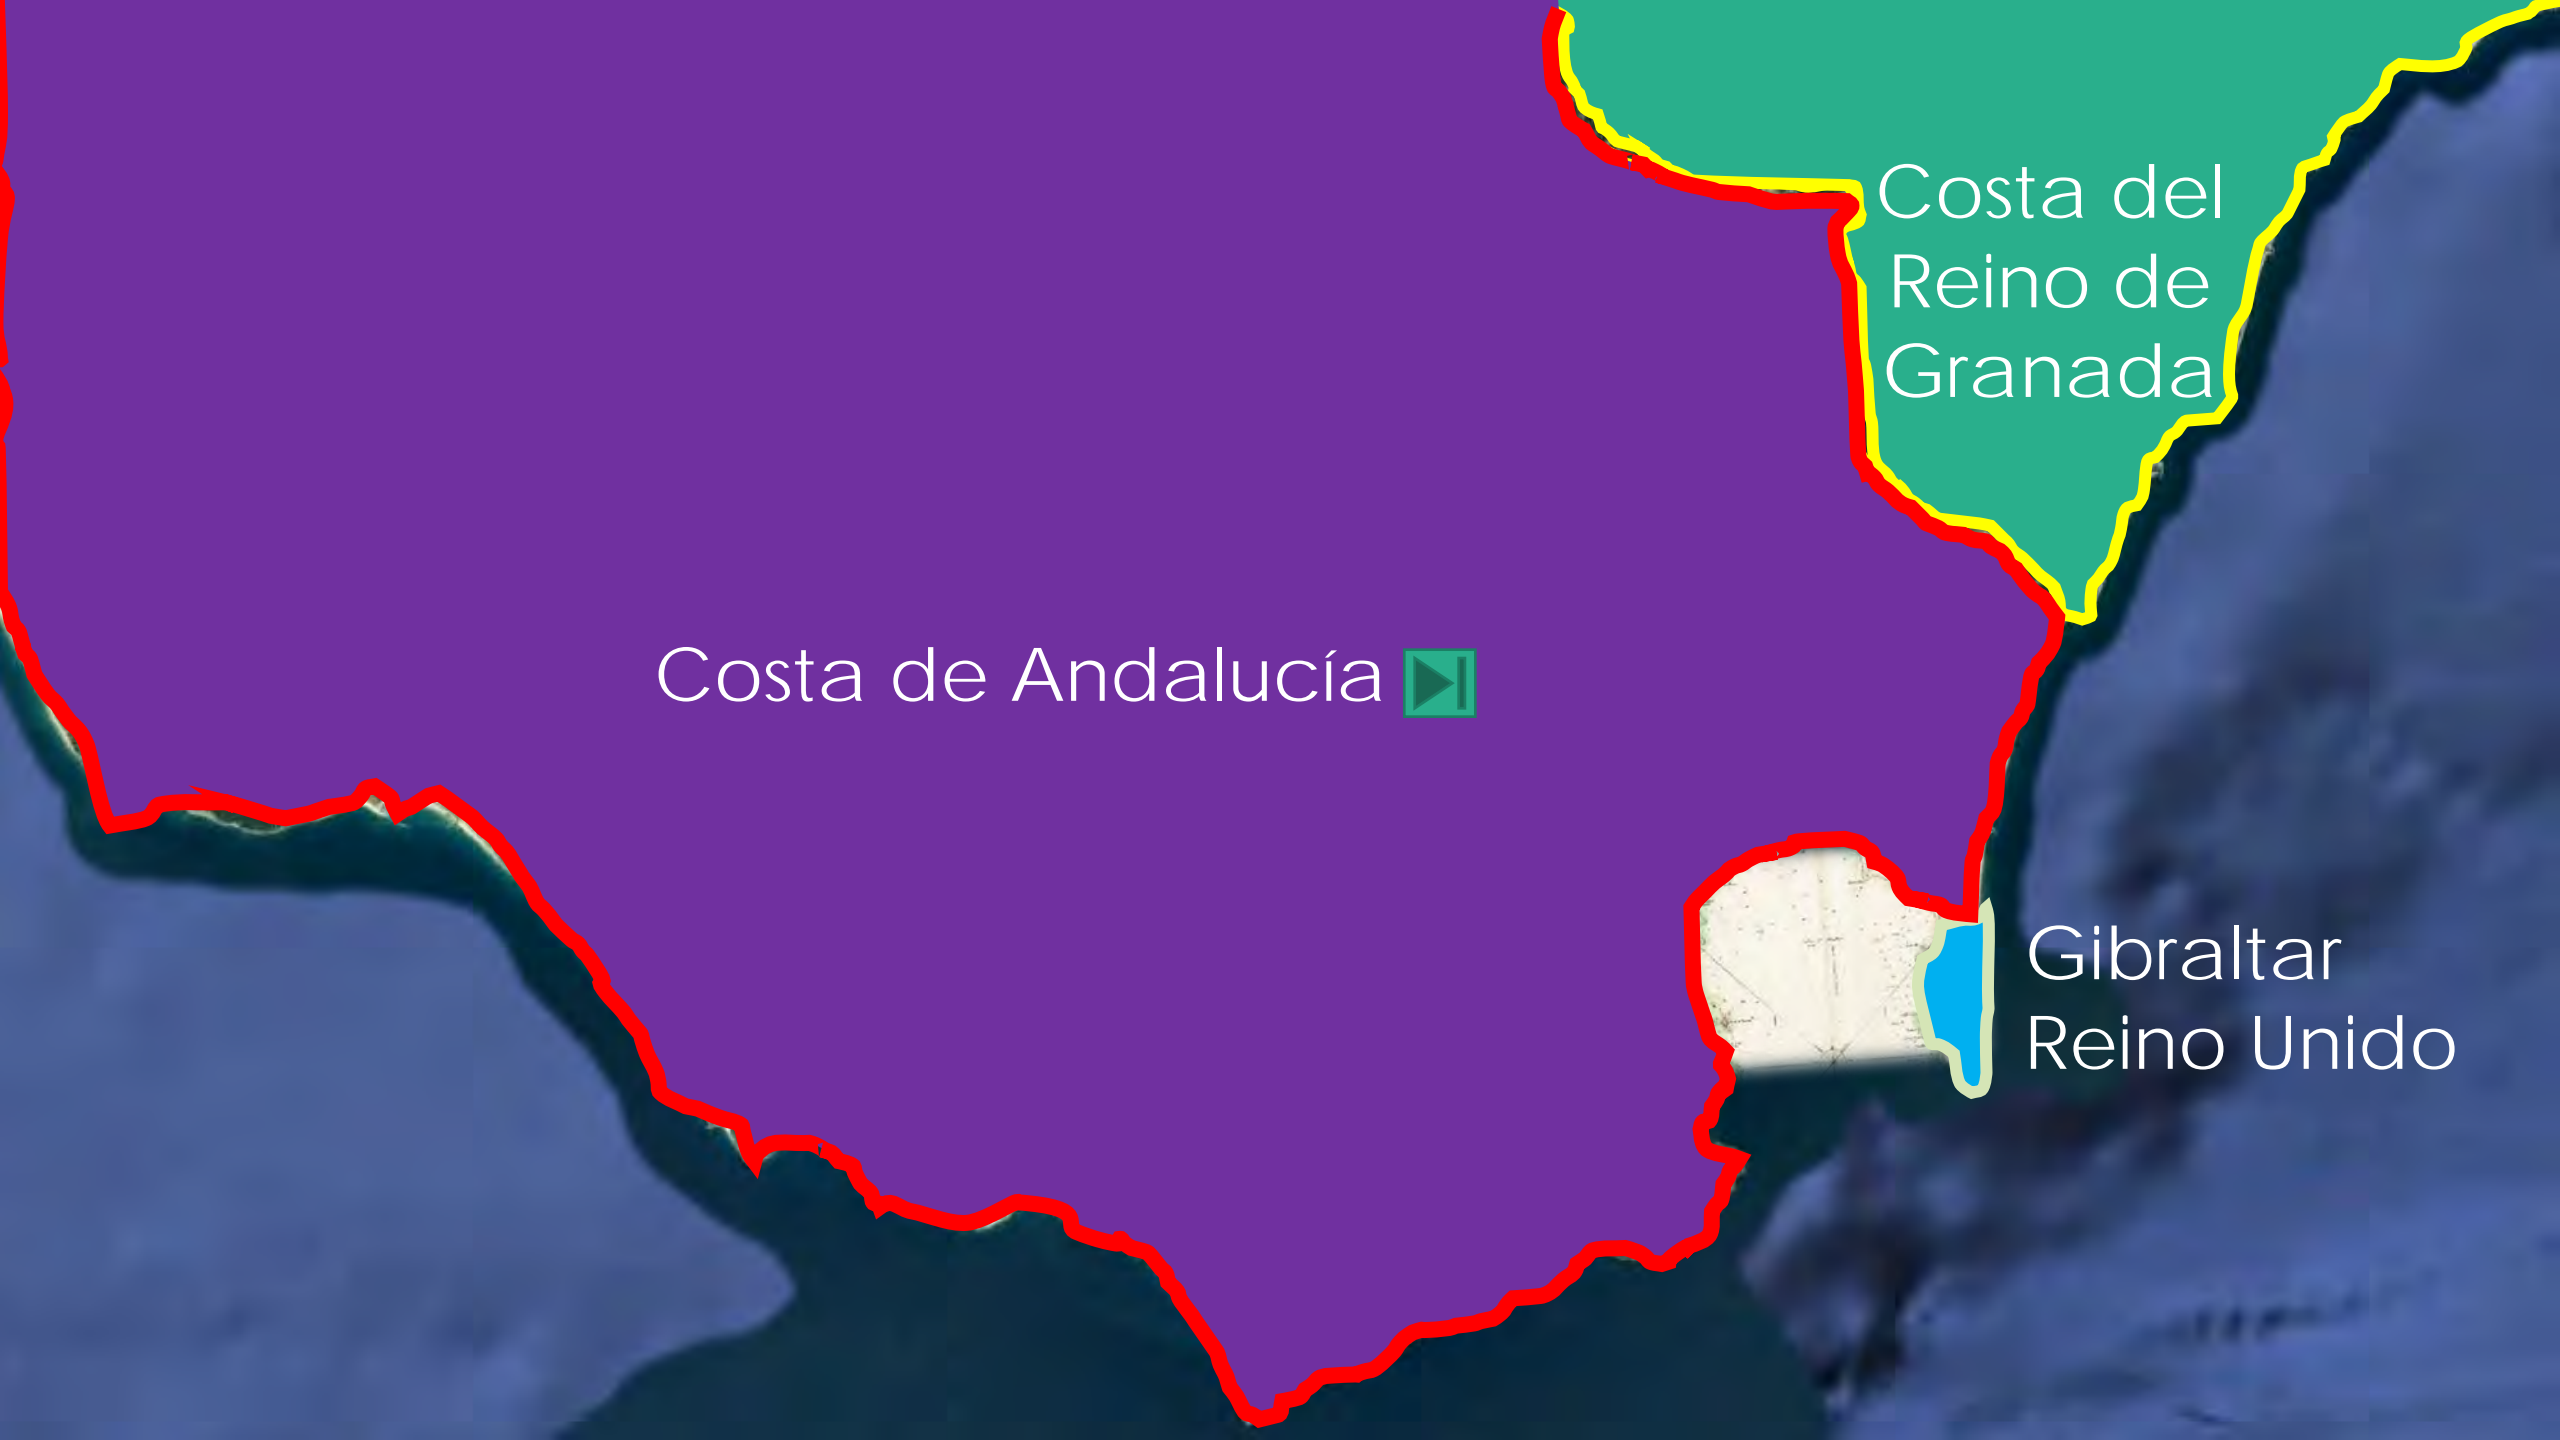 Costa del
Reino de
Granada
Costa de Andalucía
Gibraltar
Reino Unido